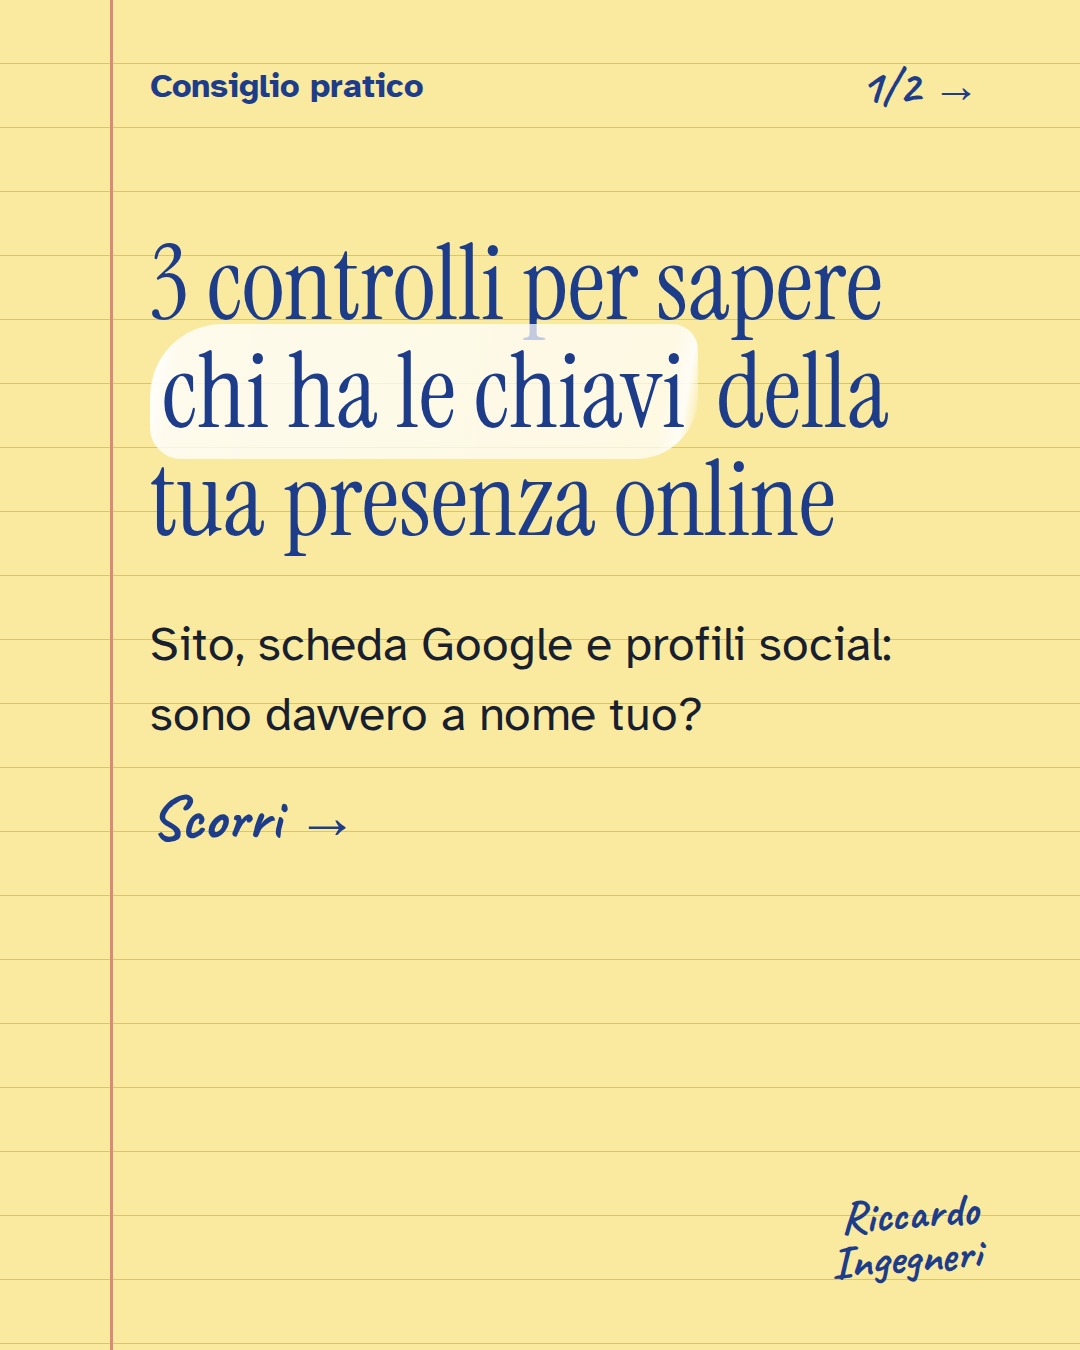 Consiglio pratico
1/2 →
3 controlli per sapere
chi ha le chiavi della
tua presenza online
Sito, scheda Google e profili social:
sono davvero a nome tuo?
Scorri →
Riccardo
Ingegneri